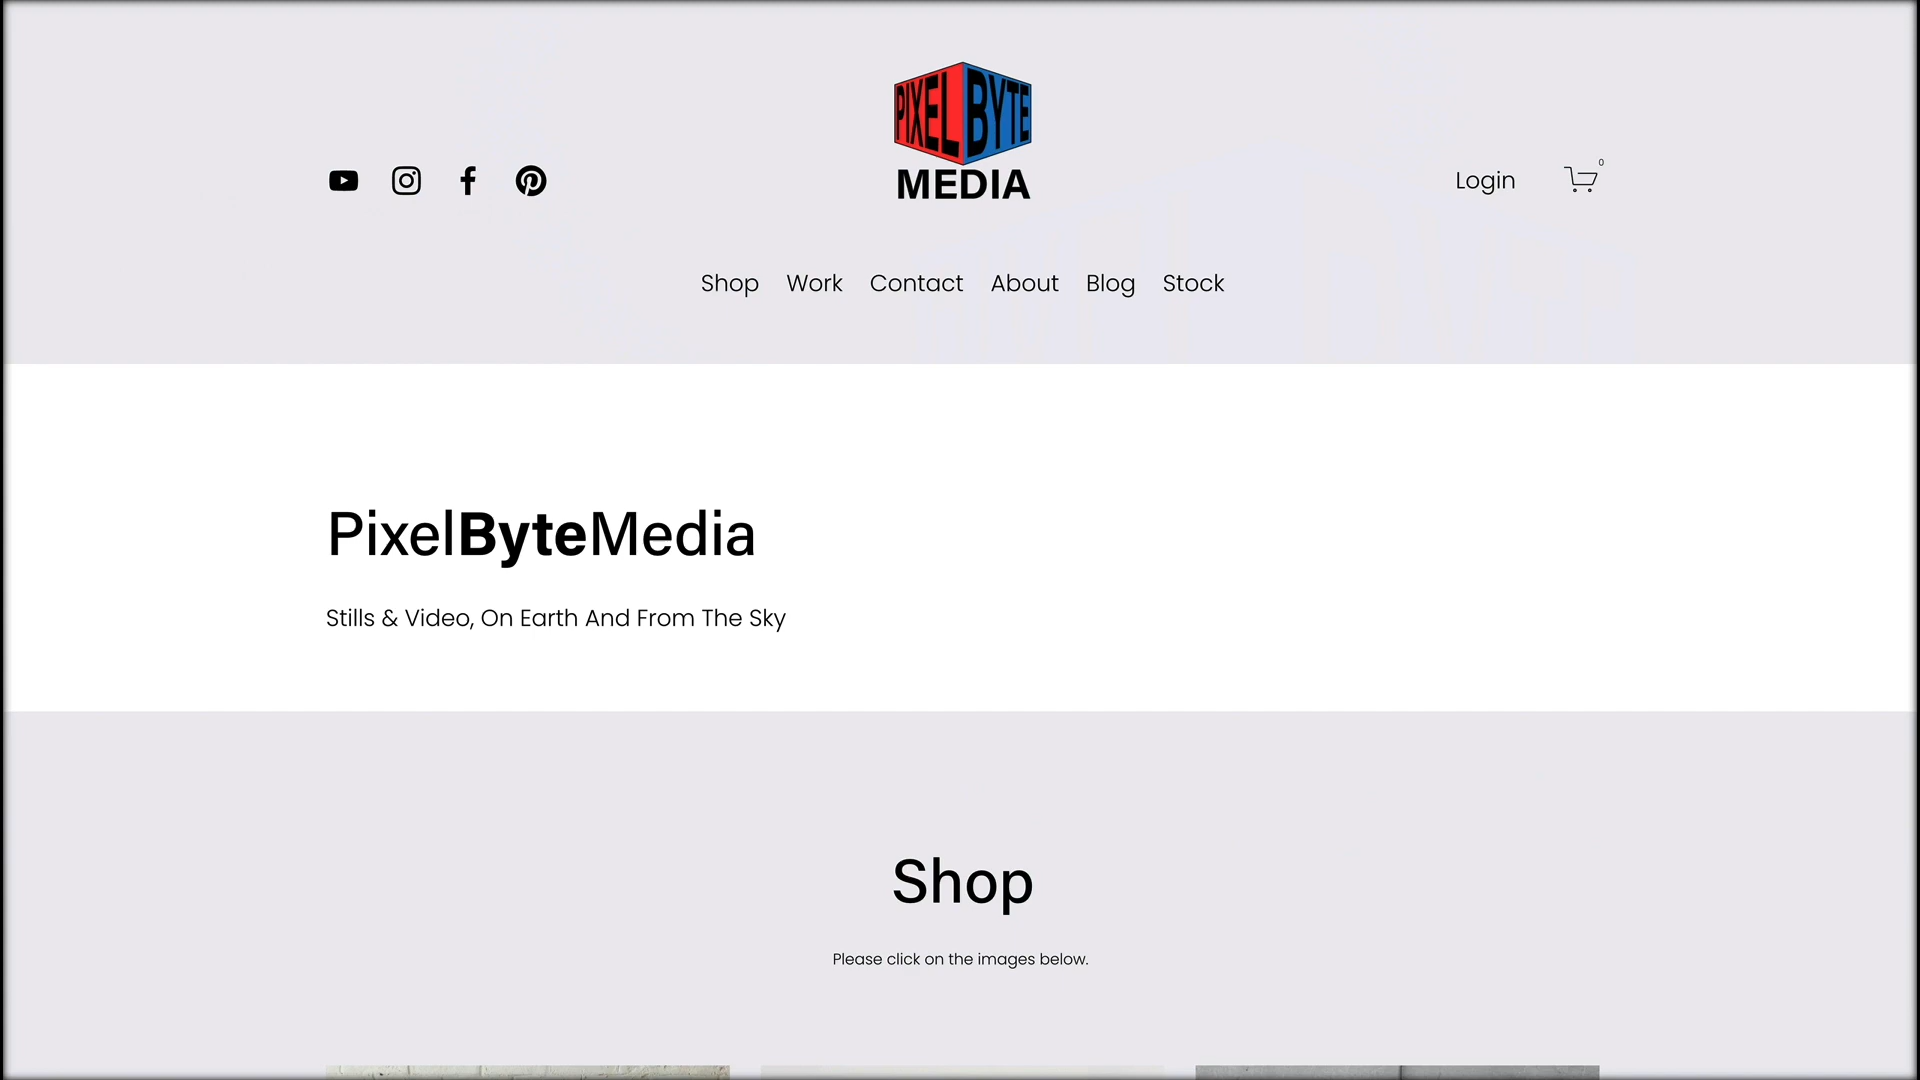 PIXEL BYTE
MEDIA
Login
0
Shop Work Contact About Blog Stock
PixelByteMedia
Stills & Video, On Earth And From The Sky
Shop
Please click on the images below.